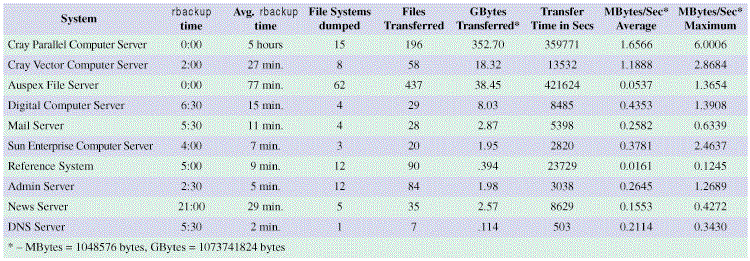 System rbackup time Avg. rbackup time File Systems dumped Files Transferred GBytes Transferred* Transfer Time in Secs MBytes/Sec* Average MBytes/Sec* Maximum
Cray Parallel Computer Server 0:00 5 hours 15 196 352.70 359771 1.6566 6.0006
Cray Vector Computer Server 2:00 27 min. 8 58 18.32 13532 1.1888 2.8684
Auspex File Server 0:00 77 min. 62 437 38.45 421624 0.0537 1.3654
Digital Computer Server 6:30 15 min. 4 29 8.03 8485 0.4353 1.3908
Mail Server 5:30 11 min. 4 28 2.87 5398 0.2582 0.6339
Sun Enterprise Computer Server 4:00 7 min. 3 20 1.95 2820 0.3781 2.4637
Reference System 5:00 9 min. 12 90 .394 23729 0.0161 0.1245
Admin Server 2:30 5 min. 12 84 1.98 3038 0.2645 1.2689
News Server 21:00 29 min. 5 35 2.57 8629 0.1553 0.4272
DNS Server 5:30 2 min. 1 7 .114 503 0.2114 0.3430
* – MBytes = 1048576 bytes, GBytes = 1073741824 bytes